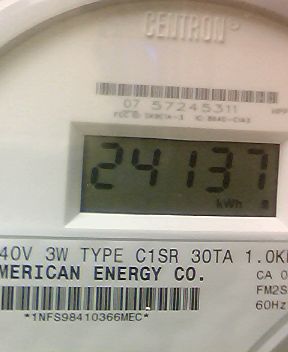 CENTRON®
07 57245311
24137
kWh
40V 3W TYPE C1SR 30TA 1.0K
MERICAN ENERGY CO.
CA 0
FM2S
60Hz
*1NFS98410366MEC*